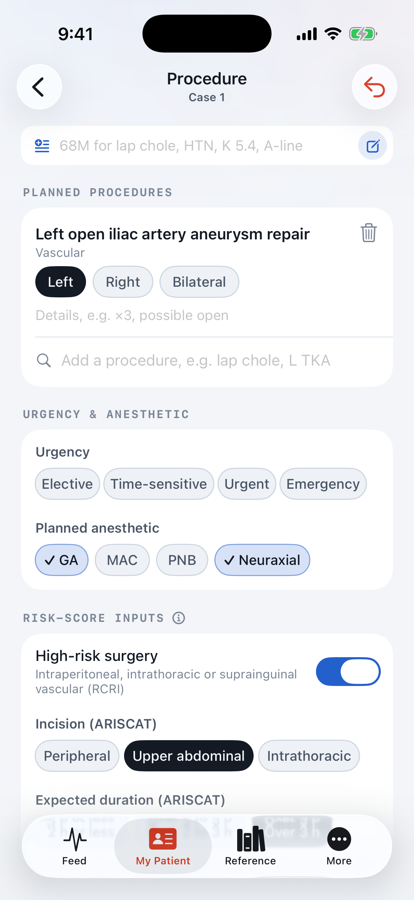 9:41
Procedure
Case 1
68M for lap chole, HTN, K 5.4, A-line
PLANNED PROCEDURES
Left open iliac artery aneurysm repair
Vascular
Left Right Bilateral
Details, e.g. ×3, possible open
Add a procedure, e.g. lap chole, L TKA
URGENCY & ANESTHETIC
Urgency
Elective Time-sensitive Urgent Emergency
Planned anesthetic
✓ GA MAC PNB ✓ Neuraxial
RISK-SCORE INPUTS
High-risk surgery
Intraperitoneal, intrathoracic or suprainguinal
vascular (RCRI)
Incision (ARISCAT)
Peripheral Upper abdominal Intrathoracic
Expected duration (ARISCAT)
Feed My Patient Reference More